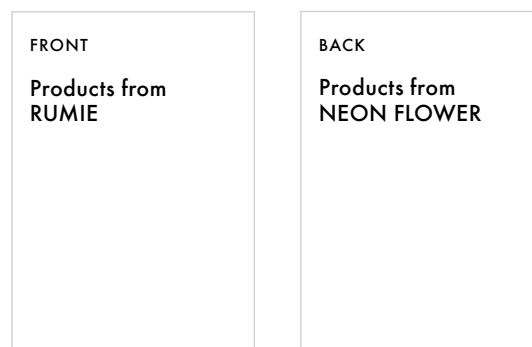 FRONT
Products from
RUMIE
BACK
Products from
NEON FLOWER